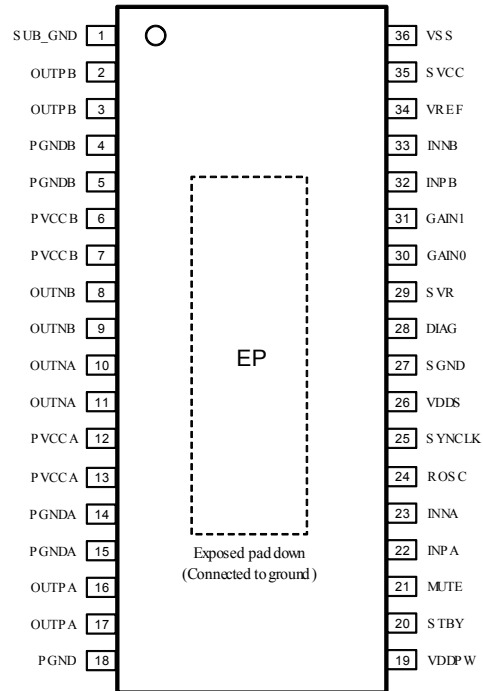 SUB_GND 1 36 VSS
OUTPB 2 35 SVCC
OUTPB 3 34 VREF
PGNDB 4 33 INNB
PGNDB 5 32 INPB
PVCCB 6 31 GAIN1
PVCCB 7 30 GAIN0
OUTNB 8 29 SVR
OUTNB 9 28 DIAG
OUTNA 10 EP 27 SGND
OUTNA 11 26 VDDS
PVCCA 12 25 SYNCLK
PVCCA 13 24 ROSC
PGNDA 14 23 INNA
PGNDA 15 Exposed pad down 22 INPA
(Connected to ground)
OUTPA 16 21 MUTE
OUTPA 17 20 STBY
PGND 18 19 VDDPW